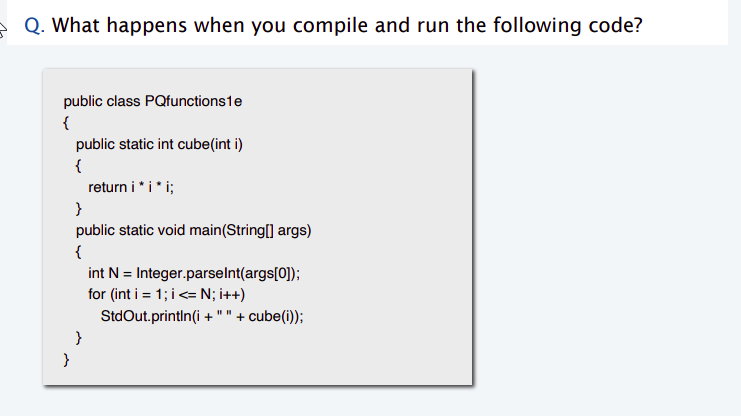 Q. What happens when you compile and run the following code?
public class PQfunctions1e
{
public static int cube(int i)
{
return i * i * i;
}
public static void main(String[] args)
{
int N = Integer.parseInt(args[0]);
for (int i = 1; i <= N; i++)
StdOut.println(i + " " + cube(i));
}
}